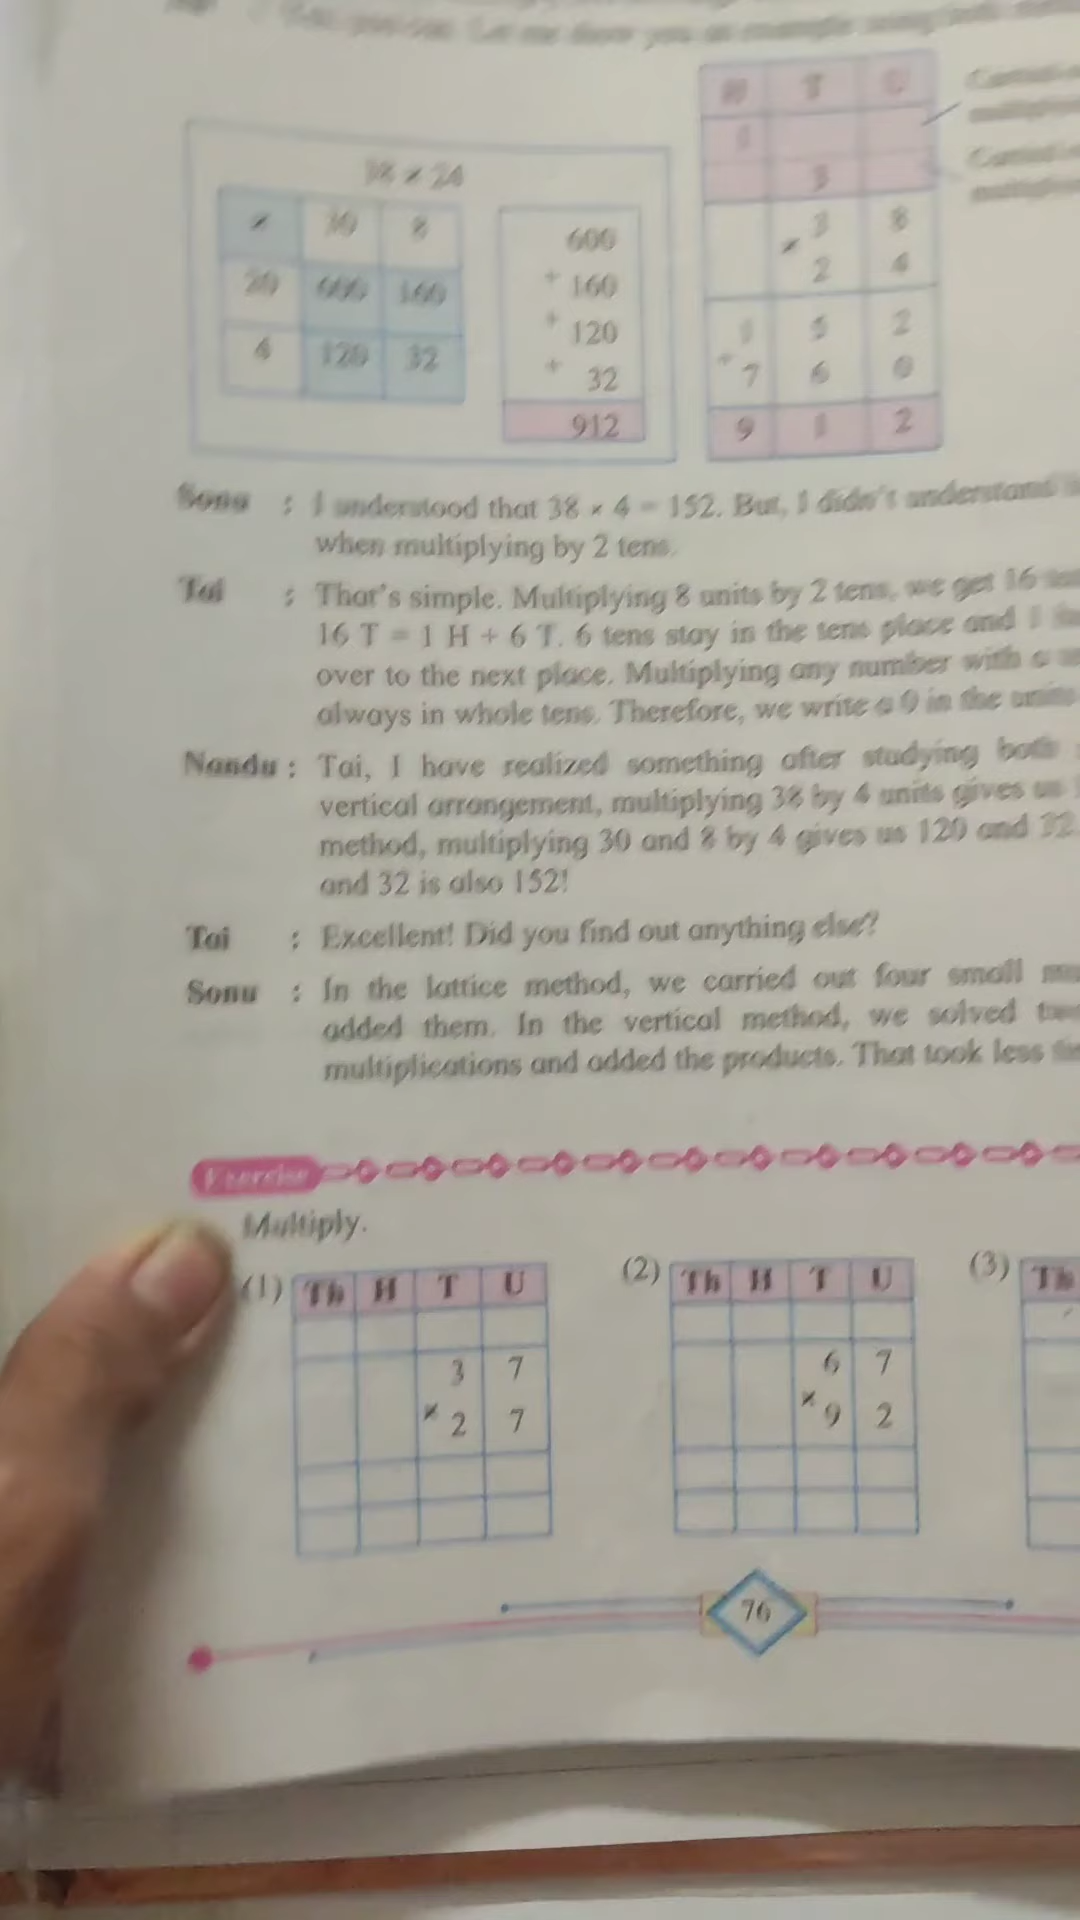 38 × 24
× 30 8
20 600 160
4 120 32
600
+ 160
+ 120
+ 32
912
H T U
1
3
3 8
× 2 4
1 5 2
+ 7 6 0
9 1 2
Sonu : I understood that 38 × 4 = 152. But, I didn't understand
when multiplying by 2 tens.
Tai : That's simple. Multiplying 8 units by 2 tens, we get 16
16 T = 1 H + 6 T. 6 tens stay in the tens place and 1
over to the next place. Multiplying any number with a
always in whole tens. Therefore, we write a 0 in the units
Nandu : Tai, I have realized something after studying both
vertical arrangement, multiplying 38 by 4 units gives us
method, multiplying 30 and 8 by 4 gives us 120 and 32
and 32 is also 152!
Tai : Excellent! Did you find out anything else?
Sonu : In the lattice method, we carried out four small
added them. In the vertical method, we solved
multiplications and added the products. That took less
Exercise
Multiply.
(1) Th H T U
3 7
× 2 7
(2) Th H T U
6 7
× 9 2
(3) Th
76